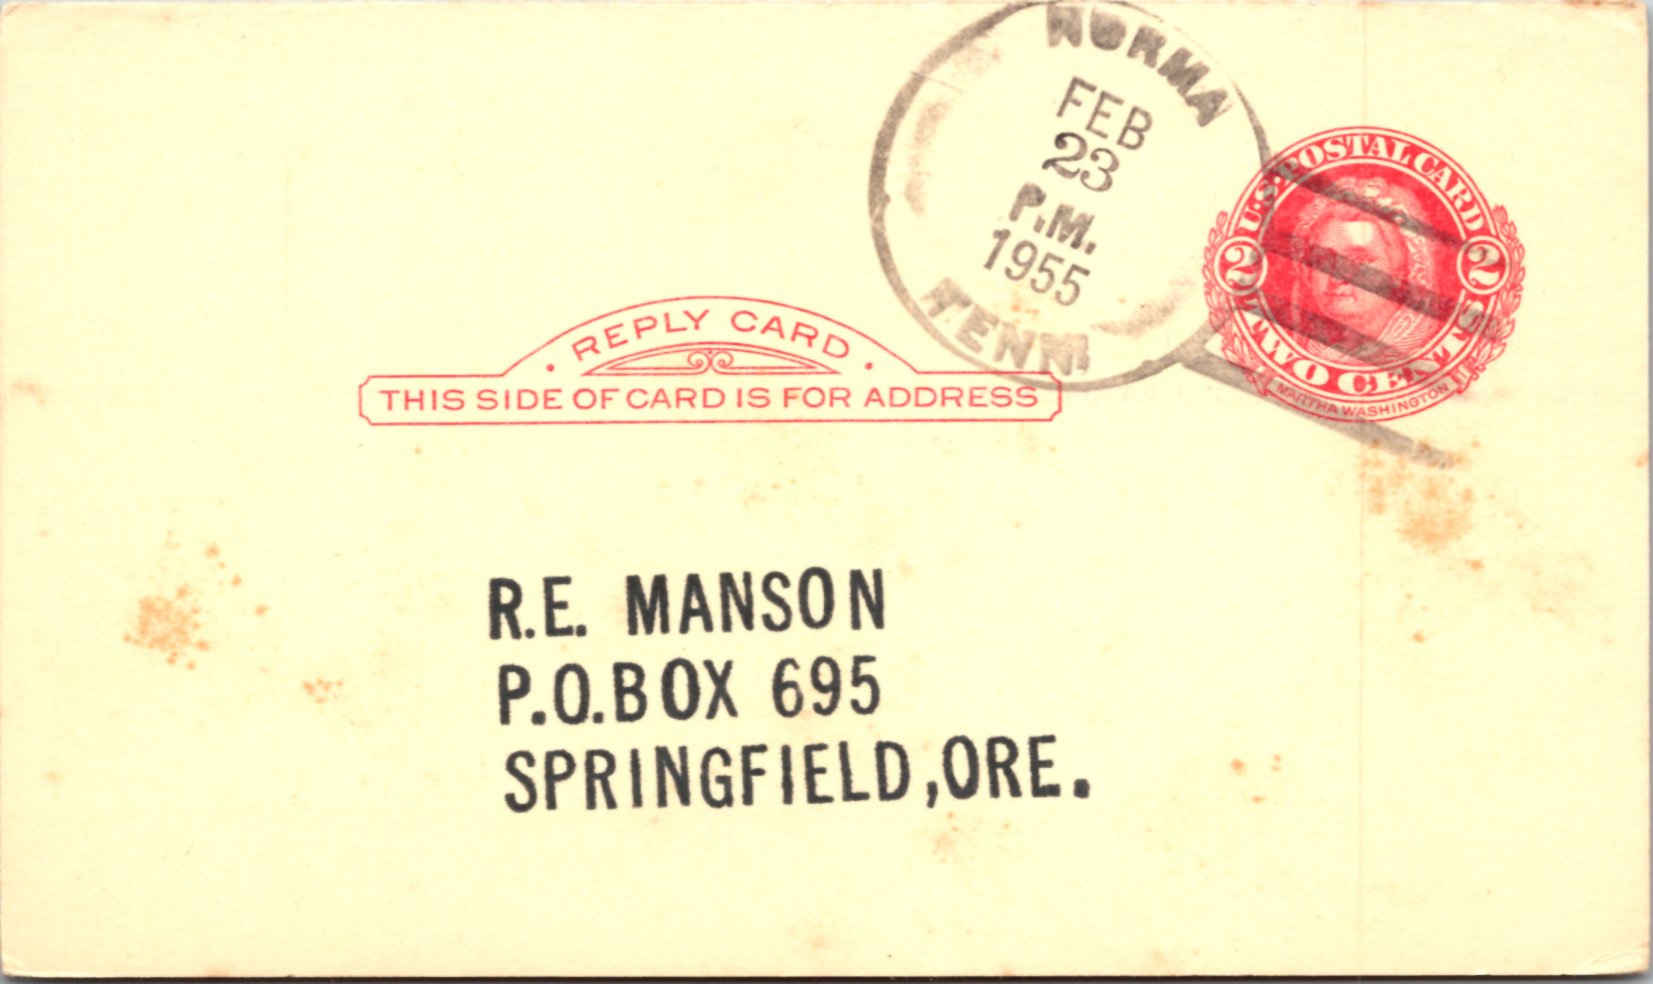 NORMA
FEB
23
P.M.
1955
TENN
U.S. POSTAL CARD
2 2
TWO CENTS
MARTHA WASHINGTON
REPLY CARD
THIS SIDE OF CARD IS FOR ADDRESS
R.E. MANSON
P.O.BOX 695
SPRINGFIELD,ORE.